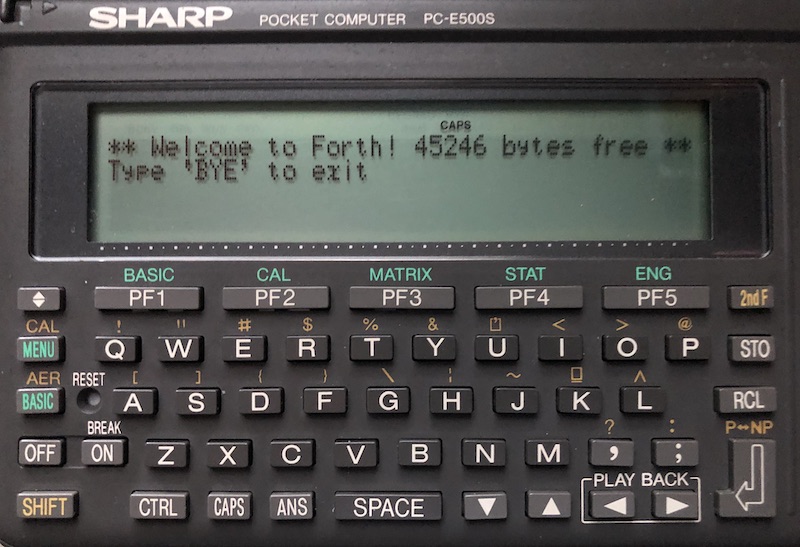 SHARP POCKET COMPUTER PC-E500S
CAPS
** Welcome to Forth! 45246 bytes free **
Type 'BYE' to exit
BASIC CAL MATRIX STAT ENG
PF1 PF2 PF3 PF4 PF5 2nd F
CAL ! " # $ % & < > @
MENU Q W E R T Y U I O P STO
AER RESET [ ] { } \ ¦ ~ ^
BASIC A S D F G H J K L RCL
BREAK ? : P↔NP
OFF ON Z X C V B N M , ;
PLAY BACK
SHIFT CTRL CAPS ANS SPACE ▼ ▲ ◀ ▶